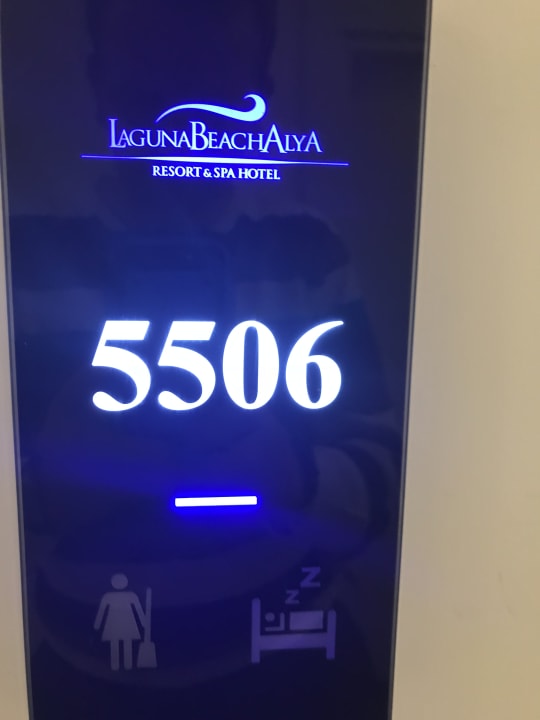 LAGUNABEACHALYA
RESORT & SPA HOTEL
5506
Z
Z